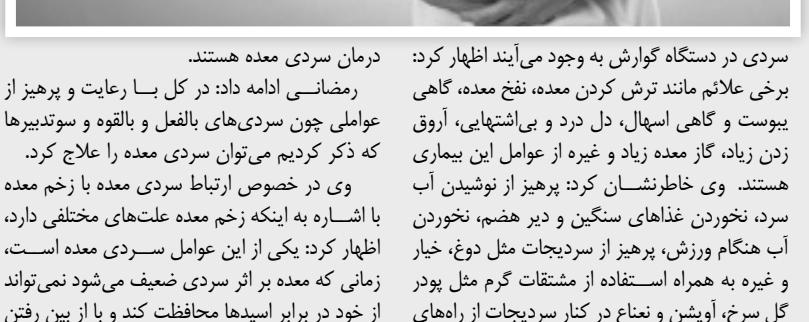 سردی در دستگاه گوارش به وجود می‌آیند اظهار کرد:
برخی علائم مانند ترش کردن معده، نفخ معده، گاهی
یبوست و گاهی اسهال، دل درد و بی‌اشتهایی، آروق
زدن زیاد، گاز معده زیاد و غیره از عوامل این بیماری
هستند. وی خاطرنشان کرد: پرهیز از نوشیدن آب
سرد، نخوردن غذاهای سنگین و دیر هضم، نخوردن
آب هنگام ورزش، پرهیز از سردیجات مثل دوغ، خیار
و غیره به همراه استفاده از مشتقات گرم مثل پودر
گل سرخ، آویشن و نعناع در کنار سردیجات از راه‌های
درمان سردی معده هستند.
رمضانی ادامه داد: در کل با رعایت و پرهیز از
عواملی چون سردی‌های بالفعل و بالقوه و سوتدبیرها
که ذکر کردیم می‌توان سردی معده را علاج کرد.
وی در خصوص ارتباط سردی معده با زخم معده
با اشاره به اینکه زخم معده علت‌های مختلفی دارد،
اظهار کرد: یکی از این عوامل سردی معده است،
زمانی که معده بر اثر سردی ضعیف می‌شود نمی‌تواند
از خود در برابر اسیدها محافظت کند و با از بین رفتن